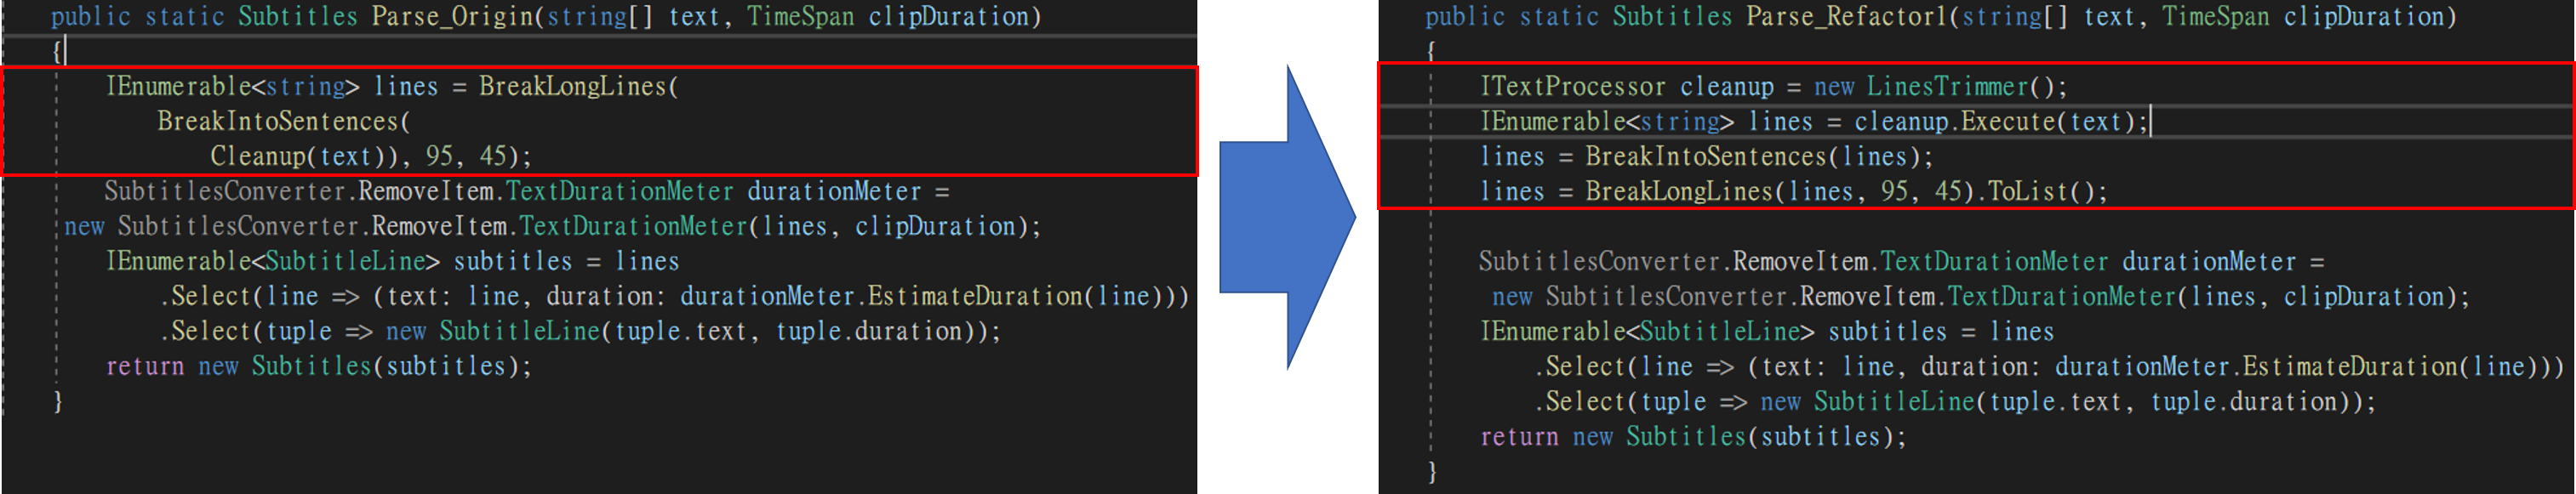 public static Subtitles Parse_Origin(string[] text, TimeSpan clipDuration)
{
IEnumerable<string> lines = BreakLongLines(
BreakIntoSentences(
Cleanup(text)), 95, 45);
SubtitlesConverter.RemoveItem.TextDurationMeter durationMeter =
new SubtitlesConverter.RemoveItem.TextDurationMeter(lines, clipDuration);
IEnumerable<SubtitleLine> subtitles = lines
.Select(line => (text: line, duration: durationMeter.EstimateDuration(line)))
.Select(tuple => new SubtitleLine(tuple.text, tuple.duration));
return new Subtitles(subtitles);
}
public static Subtitles Parse_Refactor1(string[] text, TimeSpan clipDuration)
{
ITextProcessor cleanup = new LinesTrimmer();
IEnumerable<string> lines = cleanup.Execute(text);
lines = BreakIntoSentences(lines);
lines = BreakLongLines(lines, 95, 45).ToList();
SubtitlesConverter.RemoveItem.TextDurationMeter durationMeter =
new SubtitlesConverter.RemoveItem.TextDurationMeter(lines, clipDuration);
IEnumerable<SubtitleLine> subtitles = lines
.Select(line => (text: line, duration: durationMeter.EstimateDuration(line)))
.Select(tuple => new SubtitleLine(tuple.text, tuple.duration));
return new Subtitles(subtitles);
}